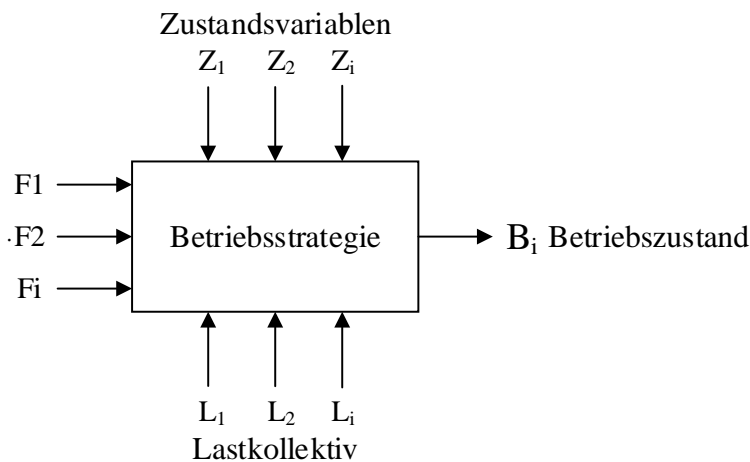 Zustandsvariablen
Z₁ Z₂ Zᵢ
F1
.F2
Fi
Betriebsstrategie
Bᵢ Betriebszustand
L₁ L₂ Lᵢ
Lastkollektiv